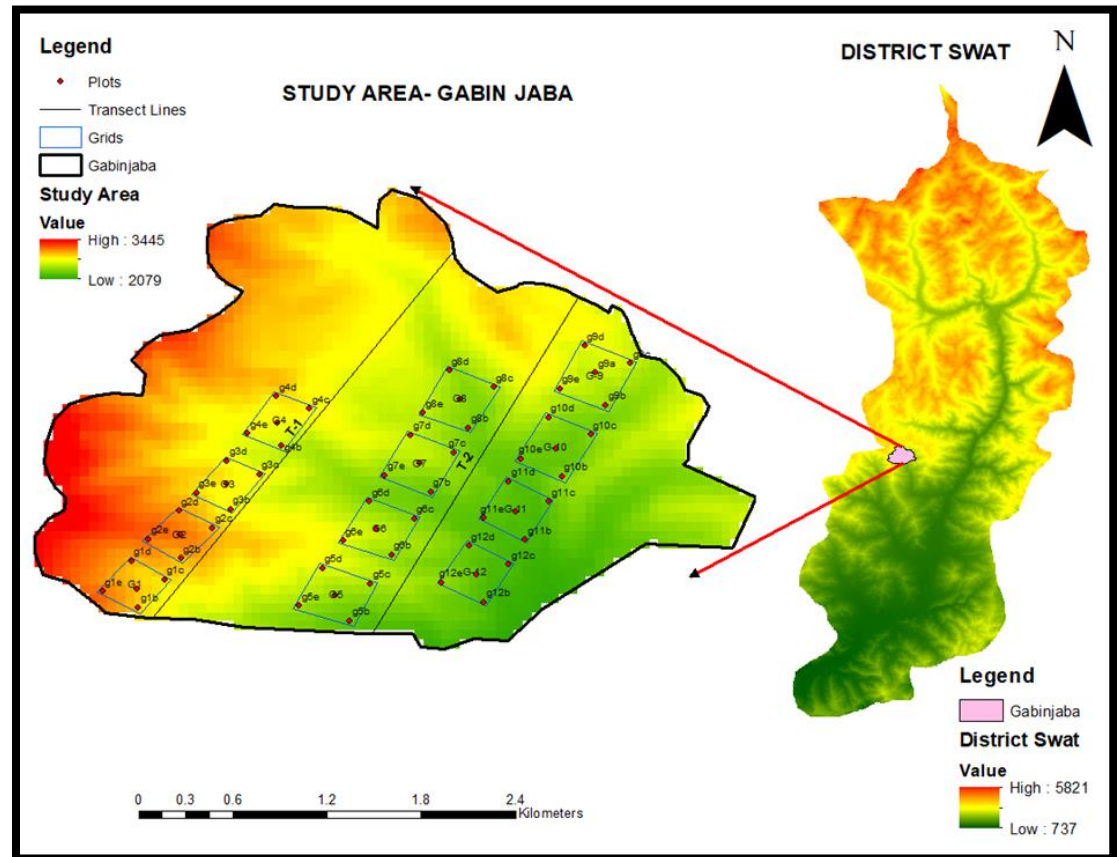 Legend
Plots
Transect Lines
Grids
Gabinjaba
Study Area
Value
High : 3445
Low : 2079
STUDY AREA- GABIN JABA
DISTRICT SWAT
N
g9d
g9a
G-9
g9e
g9b
g8d
g8c
G8
g8e
g8b
g4d
g4c
G4
g4e
g4b
T-1
g10d
g10c
g10e
G-10
g10b
g7d
g7c
g7e
g7b
T-2
g3d
g3c
g3e
G3
g3b
g11d
g11c
g11e
G-11
g11b
g2d
g2c
g2e
G2
g2b
g6d
g6c
g6e
G6
g6b
g12d
g12c
g12e
G-12
g12b
g1d
g1c
g1e
G1
g1b
g5d
g5c
g5e
G5
g5b
0 0.3 0.6 1.2 1.8 2.4
Kilometers
Legend
Gabinjaba
District Swat
Value
High : 5821
Low : 737